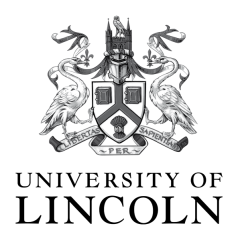 LIBERTAS PER SAPIENTIAM
UNIVERSITY OF
LINCOLN